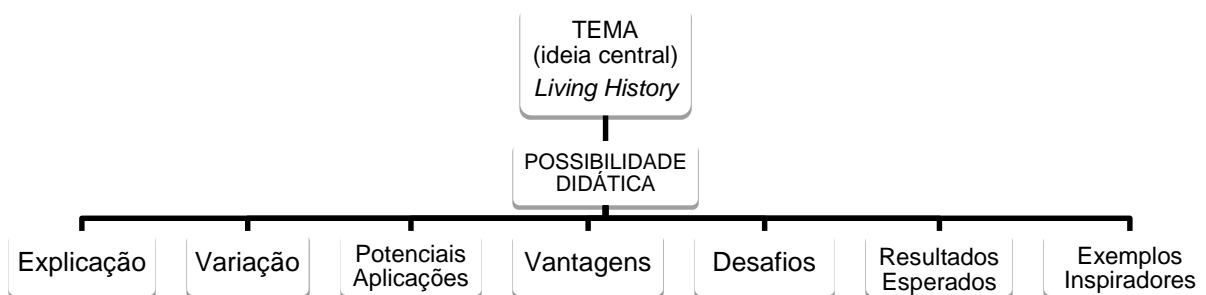 TEMA
(ideia central)
Living History
POSSIBILIDADE
DIDÁTICA
Explicação
Variação
Potenciais
Aplicações
Vantagens
Desafios
Resultados
Esperados
Exemplos
Inspiradores